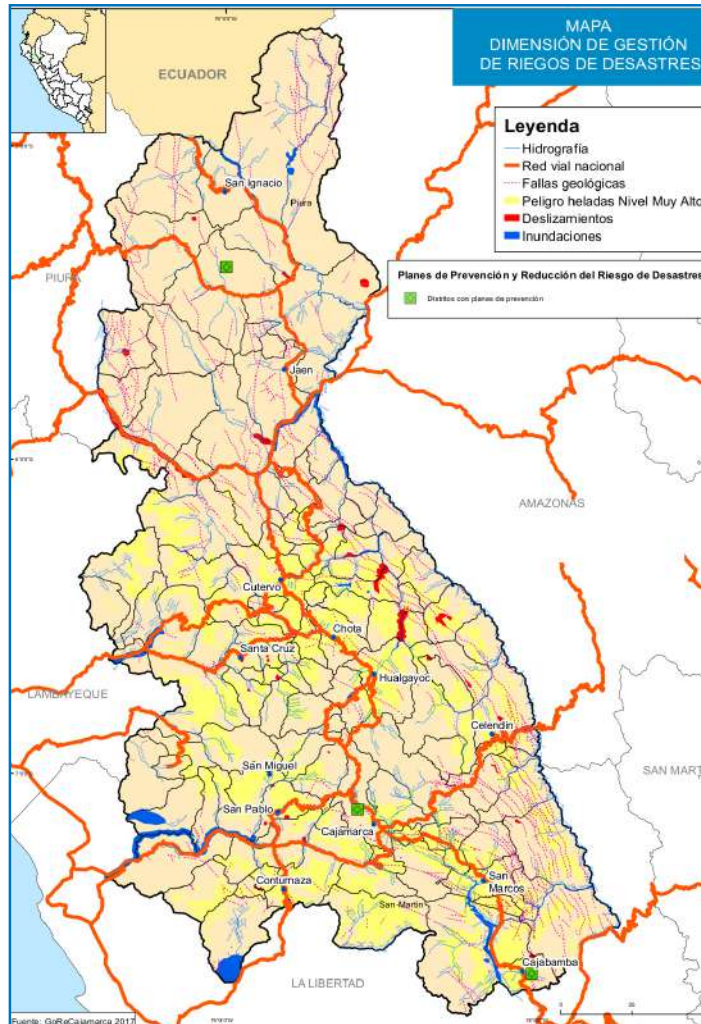 MAPA
DIMENSIÓN DE GESTIÓN
DE RIEGOS DE DESASTRES
ECUADOR
Leyenda
Hidrografía
Red vial nacional
Fallas geológicas
Peligro heladas Nivel Muy Alto
Deslizamientos
Inundaciones
San Ignacio
Piura
Planes de Prevención y Reducción del Riesgo de Desastres
Distritos con planes de prevención
PIURA
Jaen
AMAZONAS
Cutervo
Chota
Santa Cruz
Hualgayoc
LAMBAYEQUE
Celendín
San Miguel
SAN MART
San Pablo
Cajamarca
San
Marcos
Contumaza
San Martín
Cajabamba
LA LIBERTAD
Fuente: GoReCajamarca 2017